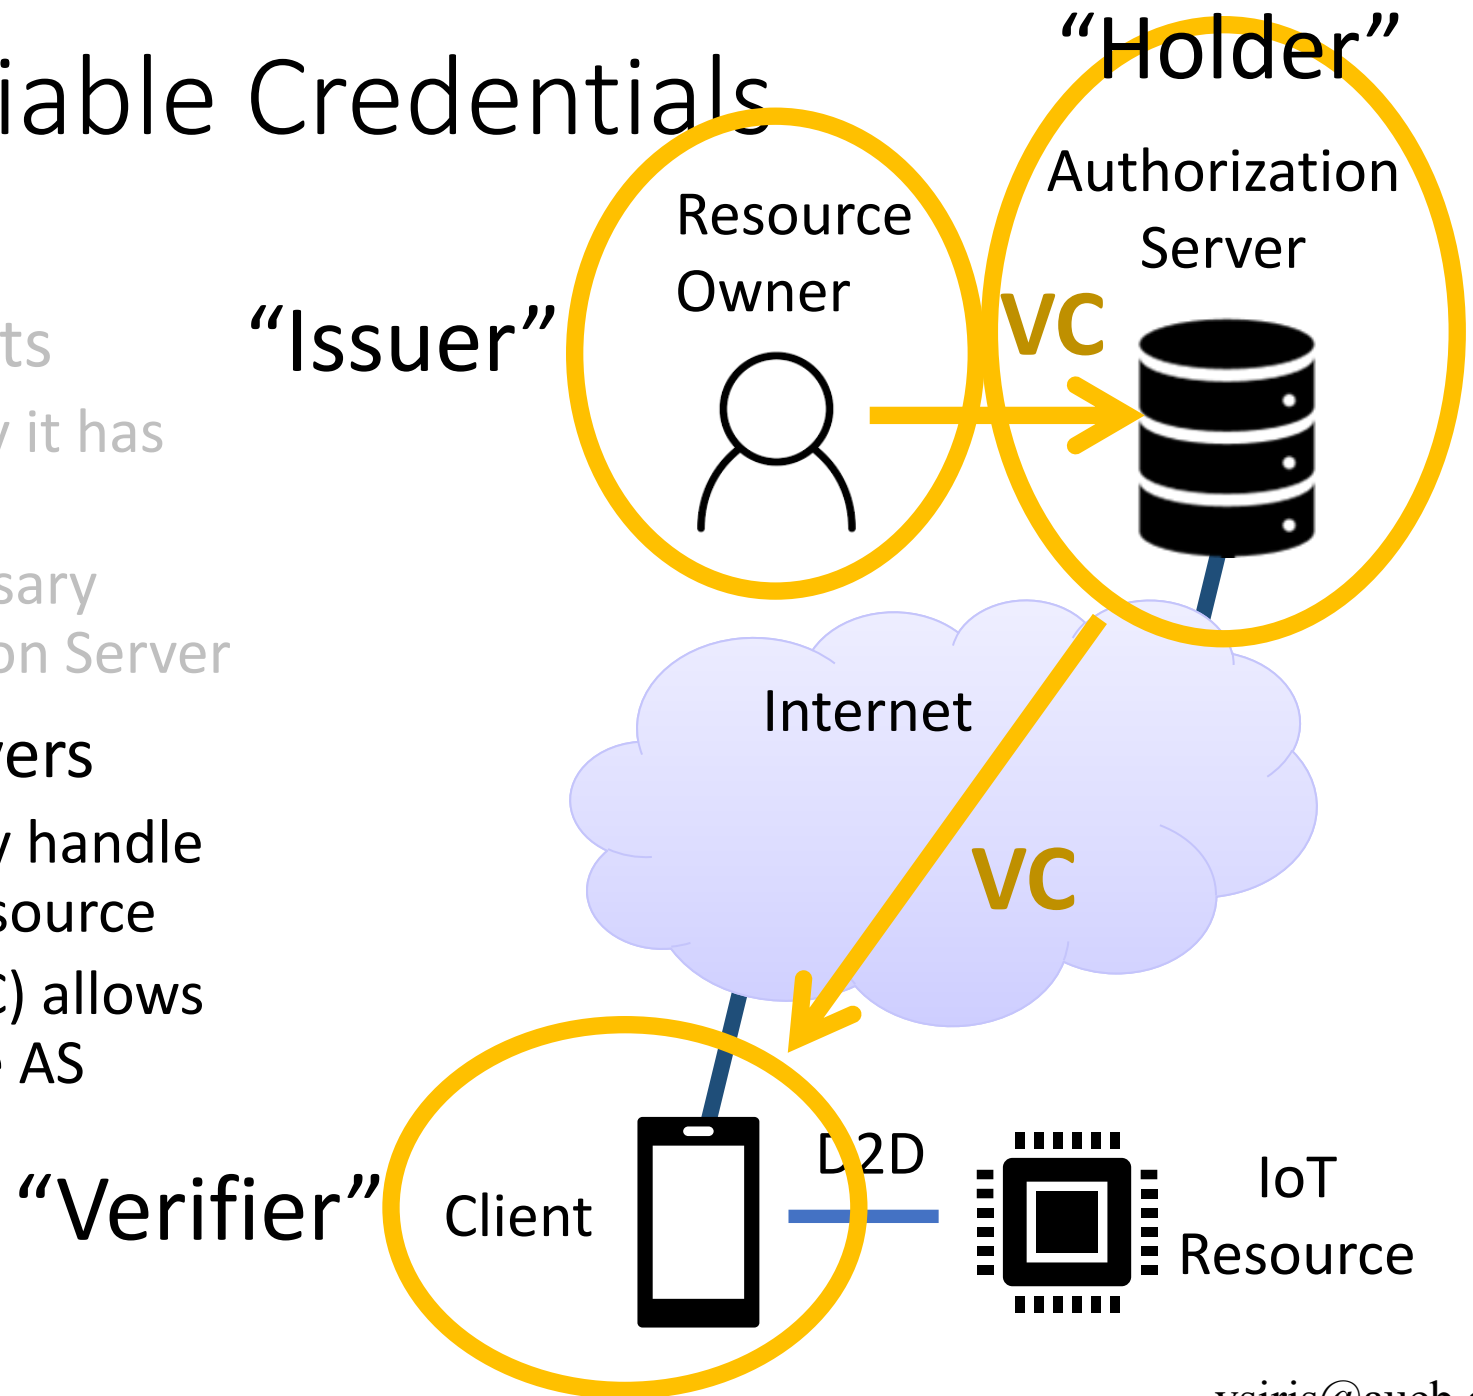 iable Credentials
“Holder”
Authorization
Server
Resource
Owner
“Issuer”
VC
ts
y it has
sary
on Server
Internet
vers
y handle
source
VC
C) allows
e AS
D2D
“Verifier”
Client
IoT
Resource